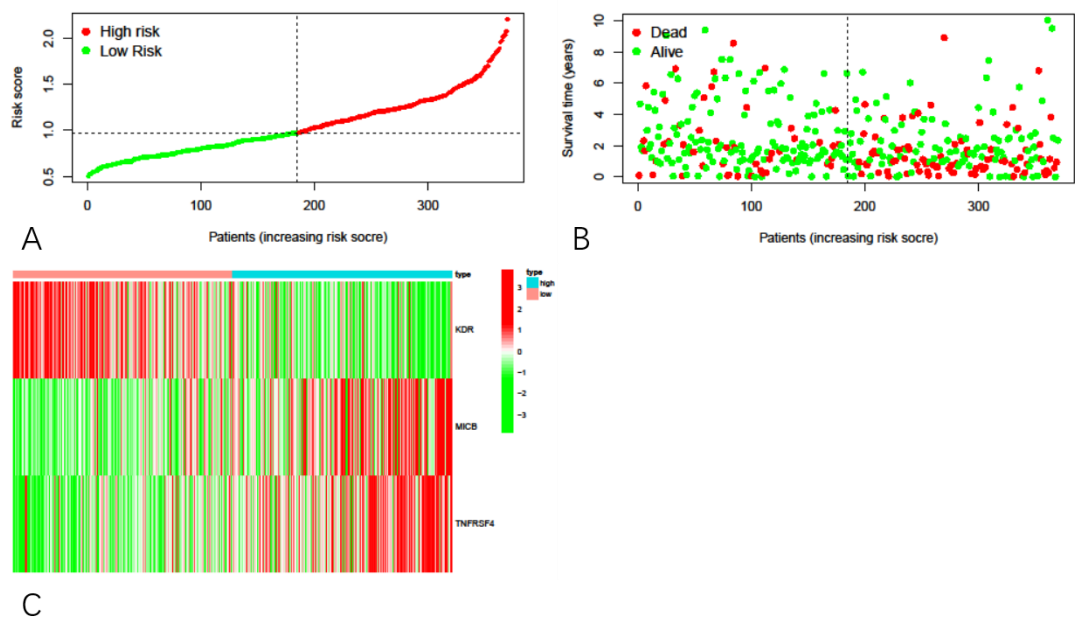 High risk
Low Risk
Risk score
2.0
1.5
1.0
0.5
0
100
200
300
Patients (increasing risk socre)
A
Dead
Alive
Survival time (years)
10
8
6
4
2
0
0
100
200
300
Patients (increasing risk socre)
B
type
type
high
low
3
2
1
0
−1
−2
−3
KDR
MICB
TNFRSF4
C